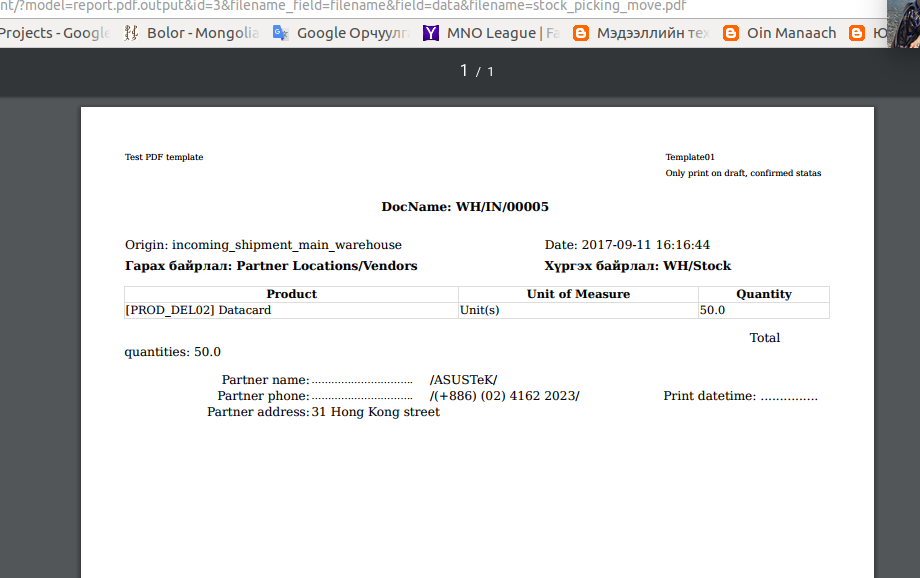 nt/?model=report.pdf.output&id=3&filename_field=filename&field=data&filename=stock_picking_move.pdf
Projects - Google Bolor - Mongolia Google Орчуулг MNO League | Fa Мэдээллийн тех Oin Manaach Ю
1 / 1
Test PDF template Template01
Only print on draft, confirmed statas
DocName: WH/IN/00005
Origin: incoming_shipment_main_warehouse Date: 2017-09-11 16:16:44
Гарах байрлал: Partner Locations/Vendors Хүргэх байрлал: WH/Stock
Product Unit of Measure Quantity
[PROD_DEL02] Datacard Unit(s) 50.0
Total
quantities: 50.0
Partner name:............................... /ASUSTeK/
Partner phone:............................... /(+886) (02) 4162 2023/ Print datetime: ...............
Partner address: 31 Hong Kong street